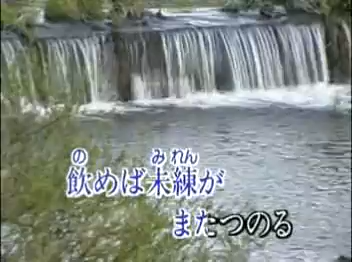 の みれん
飲めば未練が
またつのる